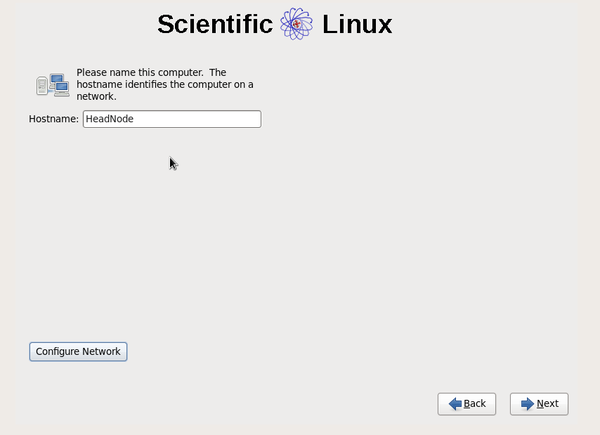 Scientific Linux
Please name this computer.  The
hostname identifies the computer on a
network.
Hostname: HeadNode
Configure Network
Back Next